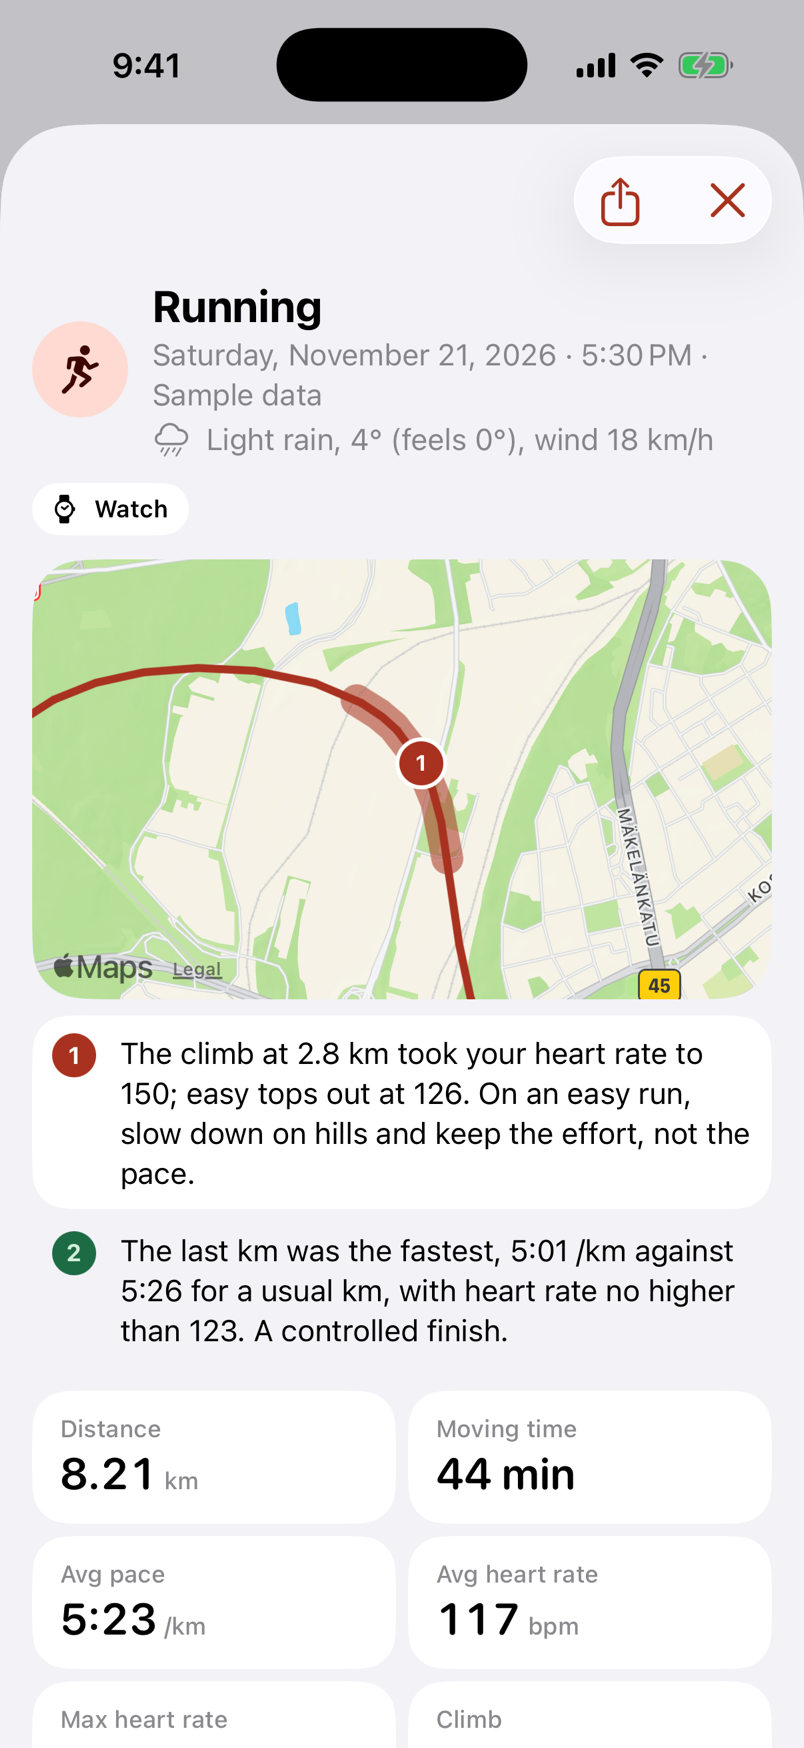 9:41
Running
Saturday, November 21, 2026 · 5:30 PM ·
Sample data
Light rain, 4° (feels 0°), wind 18 km/h
Watch
1
MÄKELÄNKATU
Maps Legal
45
1 The climb at 2.8 km took your heart rate to
150; easy tops out at 126. On an easy run,
slow down on hills and keep the effort, not the
pace.
2 The last km was the fastest, 5:01 /km against
5:26 for a usual km, with heart rate no higher
than 123. A controlled finish.
Distance
8.21 km
Moving time
44 min
Avg pace
5:23 /km
Avg heart rate
117 bpm
Max heart rate
Climb